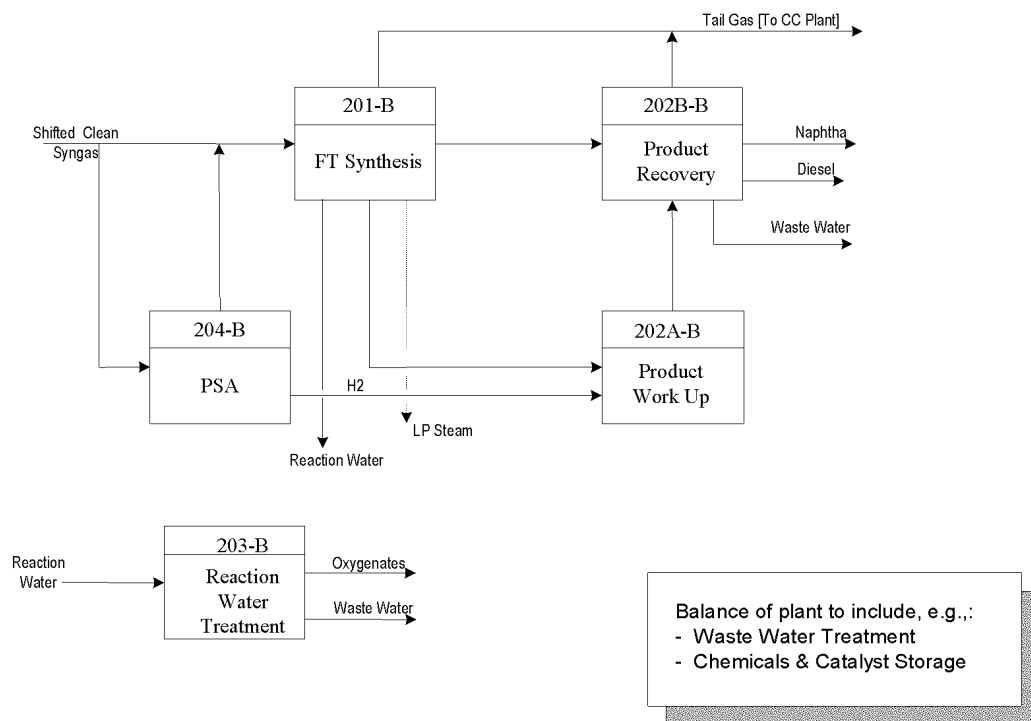 Tail Gas [To CC Plant]
201-B
FT Synthesis
202B-B
Product
Recovery
Shifted Clean
Syngas
Naphtha
Diesel
Waste Water
204-B
PSA
H2
202A-B
Product
Work Up
LP Steam
Reaction Water
203-B
Reaction
Water
Treatment
Reaction
Water
Oxygenates
Waste Water
Balance of plant to include, e.g.,:
- Waste Water Treatment
- Chemicals & Catalyst Storage